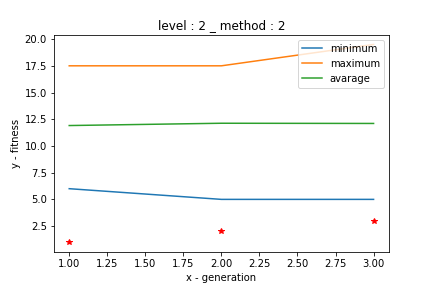 level : 2 _ method : 2
y - fitness
20.0
17.5
15.0
12.5
10.0
7.5
5.0
2.5
minimum
maximum
avarage
1.00 1.25 1.50 1.75 2.00 2.25 2.50 2.75 3.00
x - generation